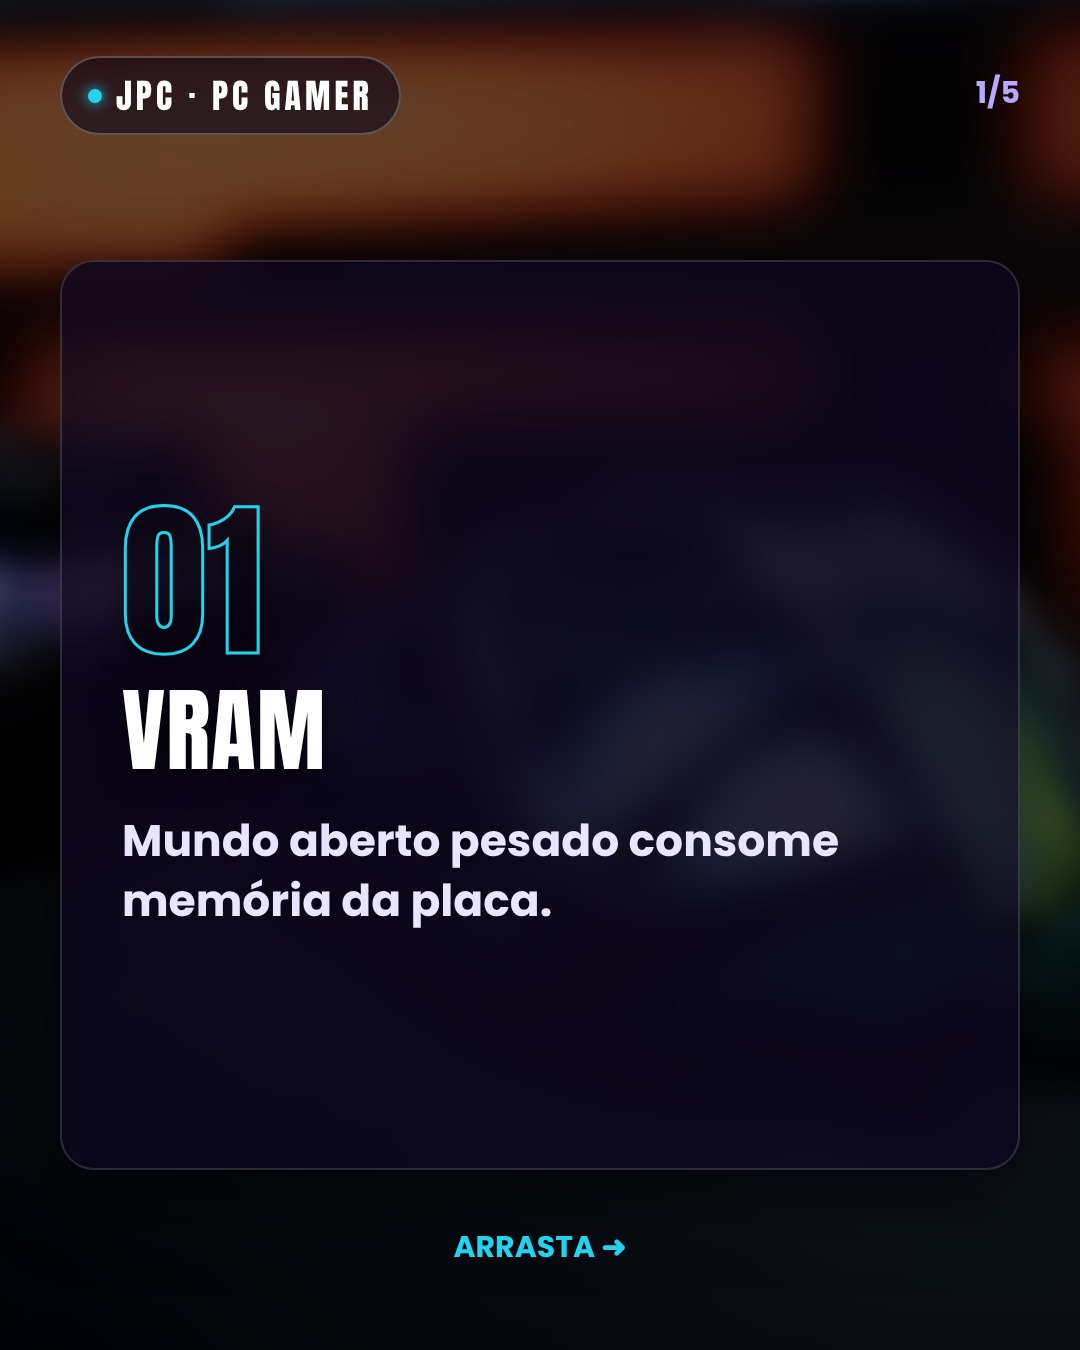 JPC · PC GAMER
1/5
01
VRAM
Mundo aberto pesado consome
memória da placa.
ARRASTA →